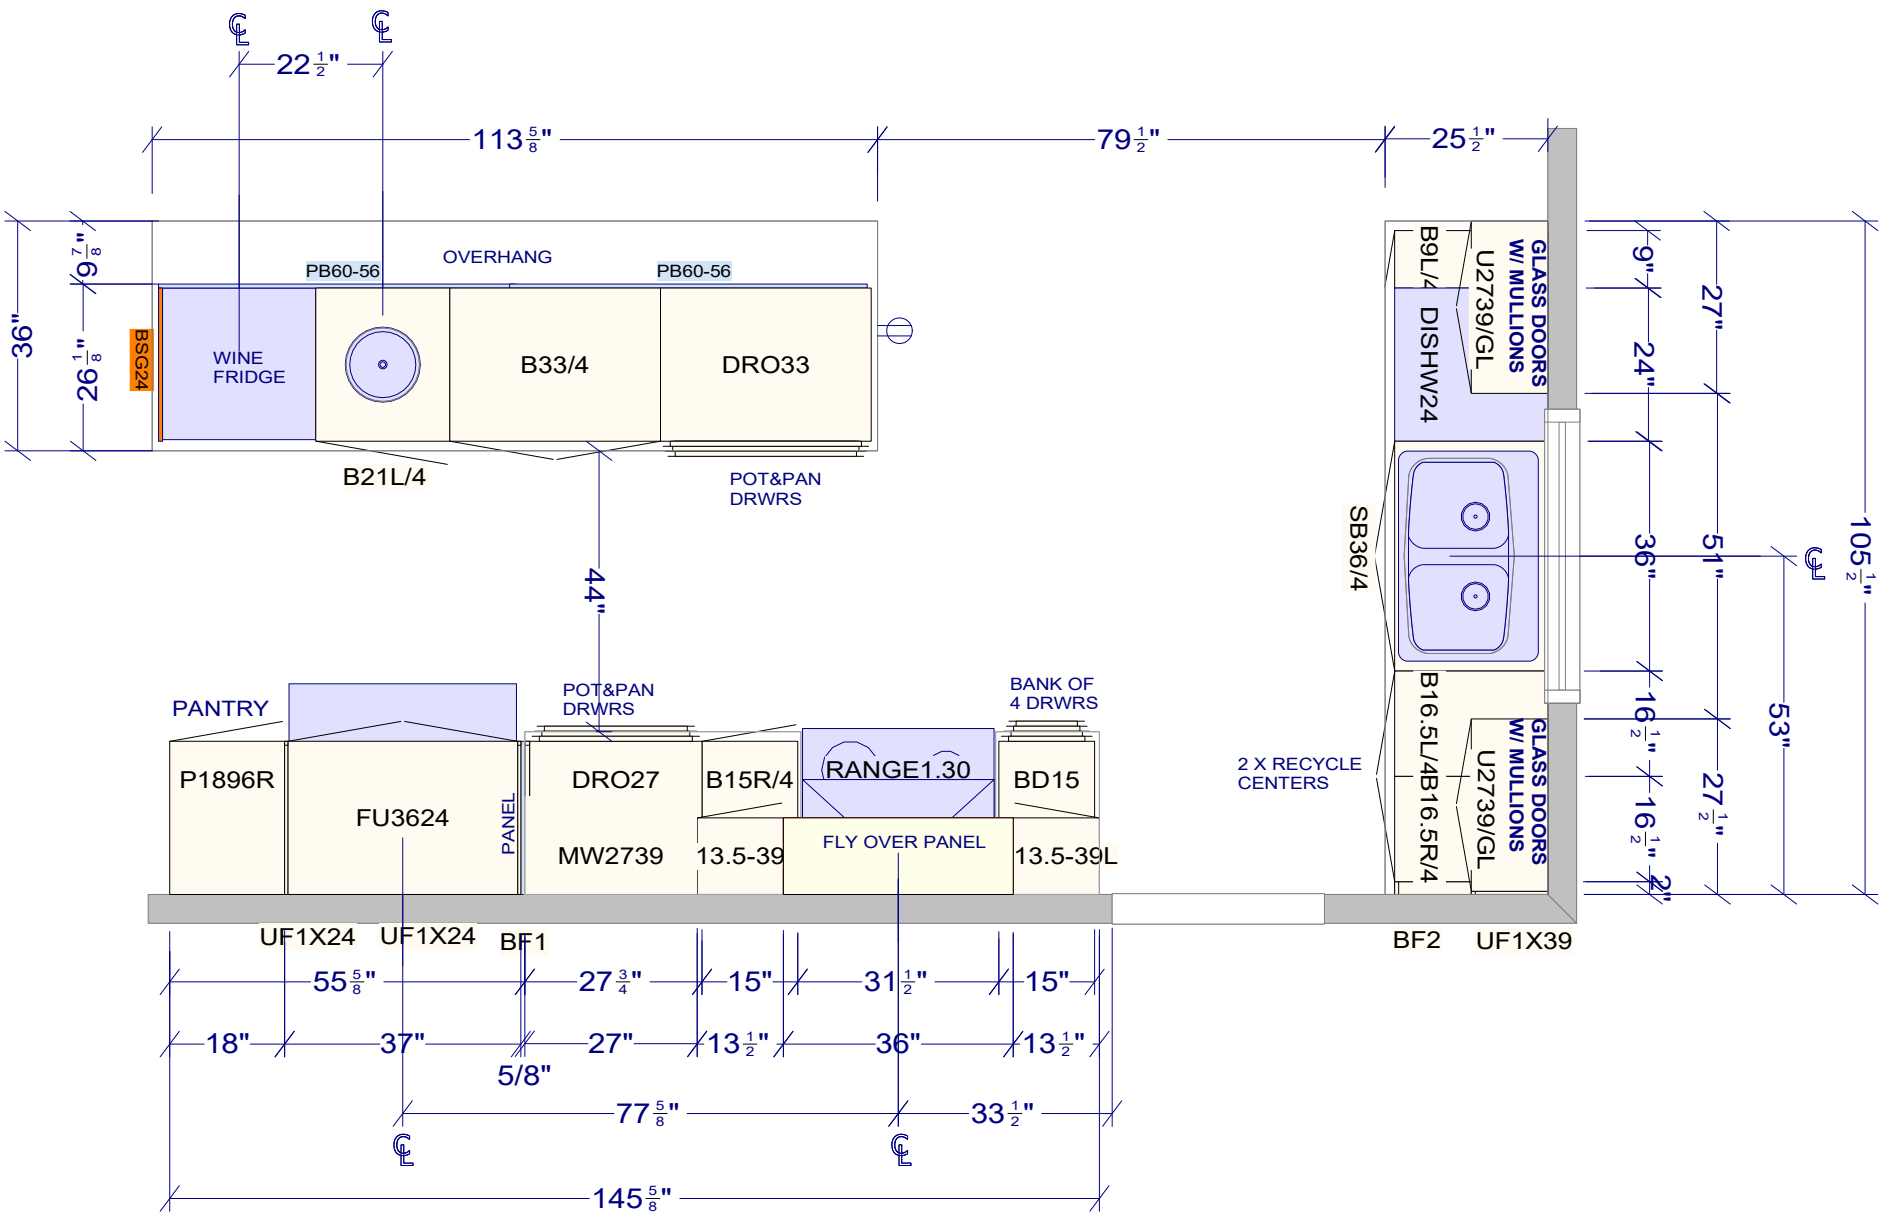 ℄
℄
22 1/2"
113 5/8"
79 1/2"
25 1/2"
36"
9 7/8"
26 1/8"
OVERHANG
PB60-56
PB60-56
BSG24
WINE
FRIDGE
B33/4
DRO33
B21L/4
POT&PAN
DRWRS
44"
B9L/4
U2739/GL
GLASS DOORS
W/ MULLIONS
DISHW24
SB36/4
9"
24"
27"
36"
51"
℄
105 1/2"
53"
PANTRY
POT&PAN
DRWRS
BANK OF
4 DRWRS
P1896R
FU3624
PANEL
DRO27
MW2739
B15R/4
RANGE1.30
BD15
13.5-39
FLY OVER PANEL
13.5-39L
2 X RECYCLE
CENTERS
B16.5L/4
B16.5R/4
U2739/GL
GLASS DOORS
W/ MULLIONS
16 1/2"
16 1/2"
27 1/2"
2"
UF1X24
UF1X24
BF1
BF2
UF1X39
55 5/8"
27 3/4"
15"
31 1/2"
15"
18"
37"
27"
13 1/2"
36"
13 1/2"
5/8"
77 5/8"
33 1/2"
℄
℄
145 5/8"